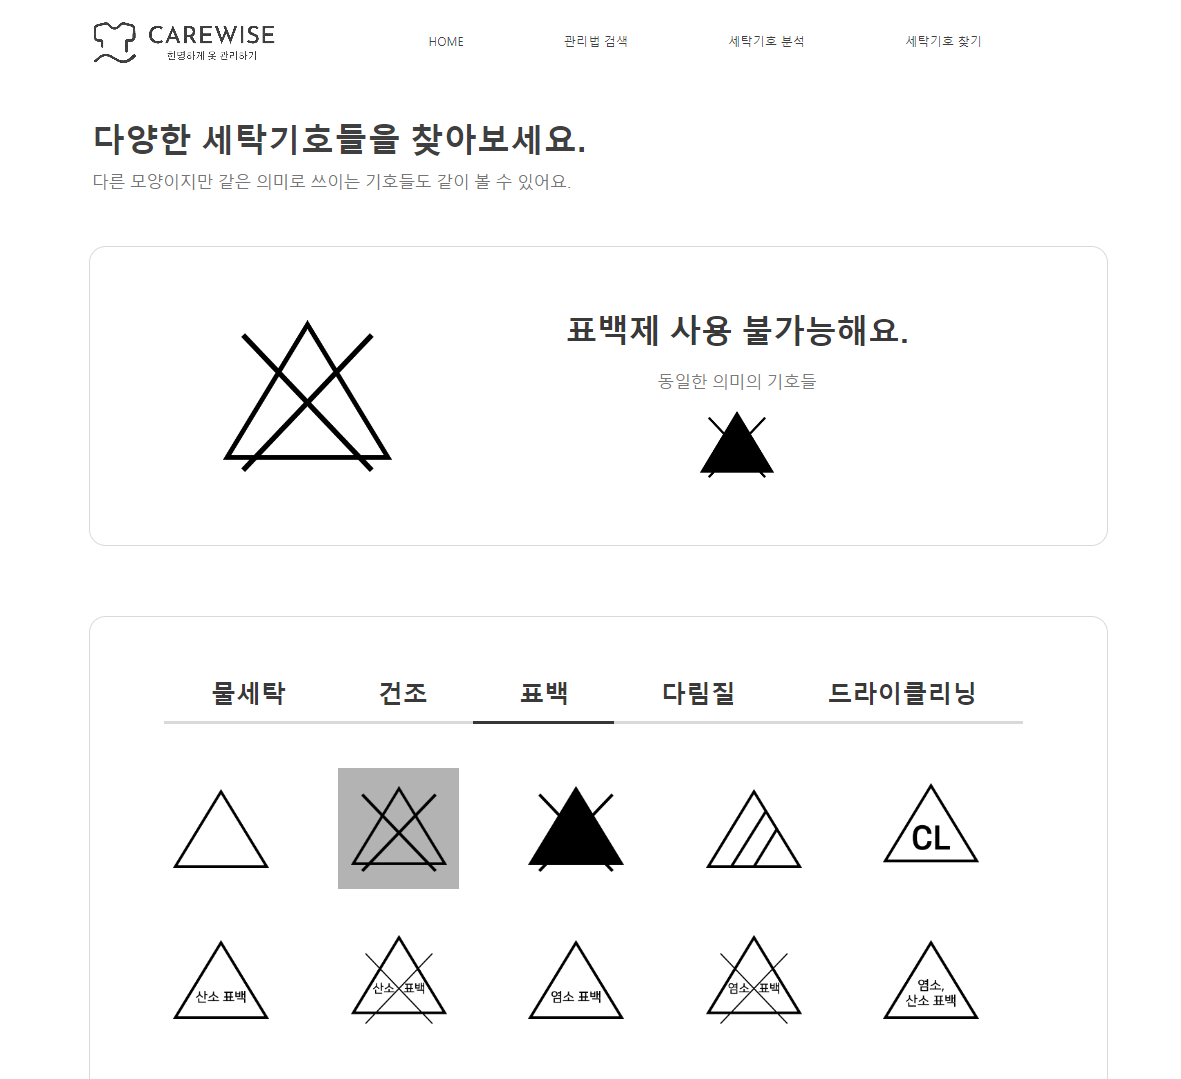 CAREWISE
현명하게 옷 관리하기
HOME
관리법 검색
세탁기호 분석
세탁기호 찾기
다양한 세탁기호들을 찾아보세요.
다른 모양이지만 같은 의미로 쓰이는 기호들도 같이 볼 수 있어요.
표백제 사용 불가능해요.
동일한 의미의 기호들
물세탁
건조
표백
다림질
드라이클리닝
CL
산소 표백
산소 표백
염소 표백
염소 표백
염소,
산소 표백